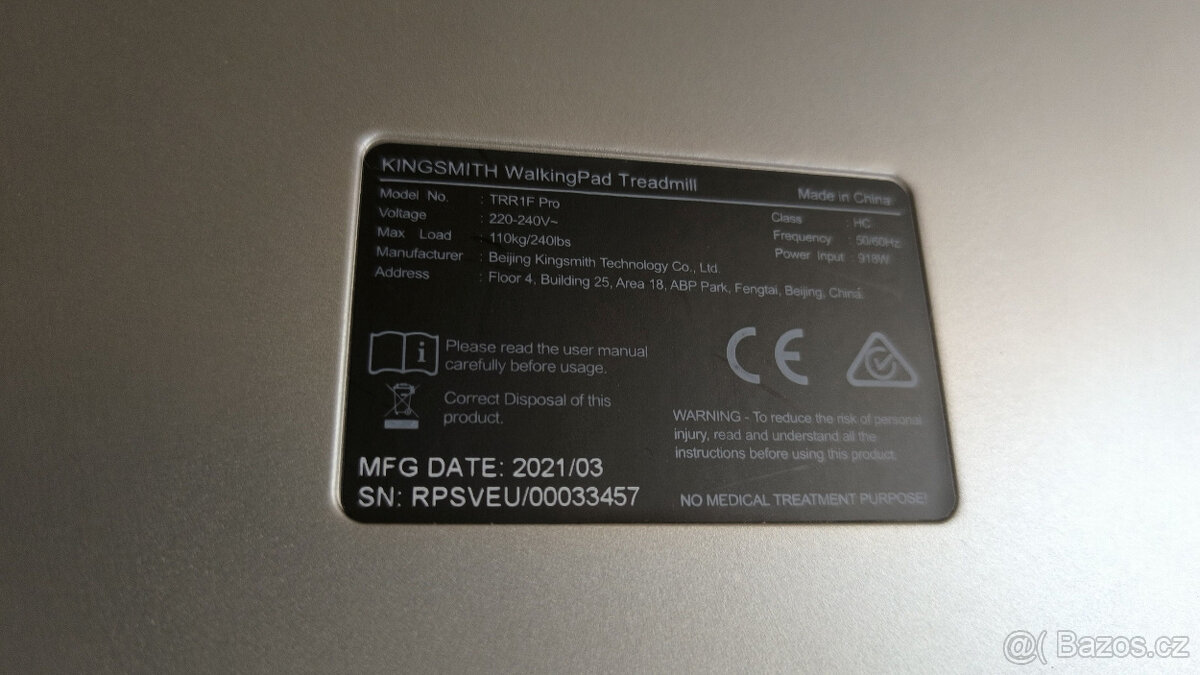 KINGSMITH WalkingPad Treadmill
Made in China
Model No. : TRR1F Pro
Voltage : 220-240V~
Max Load : 110kg/240lbs
Class : HC
Frequency : 50/60Hz
Power Input : 918W
Manufacturer : Beijing Kingsmith Technology Co., Ltd.
Address : Floor 4, Building 25, Area 18, ABP Park, Fengtai, Beijing, China.
Please read the user manual
carefully before usage.
CE
Correct Disposal of this
product.
WARNING - To reduce the risk of personal
injury, read and understand all the
instructions before using this product.
MFG DATE: 2021/03
SN: RPSVEU/00033457
NO MEDICAL TREATMENT PURPOSE!
@( Bazos.cz